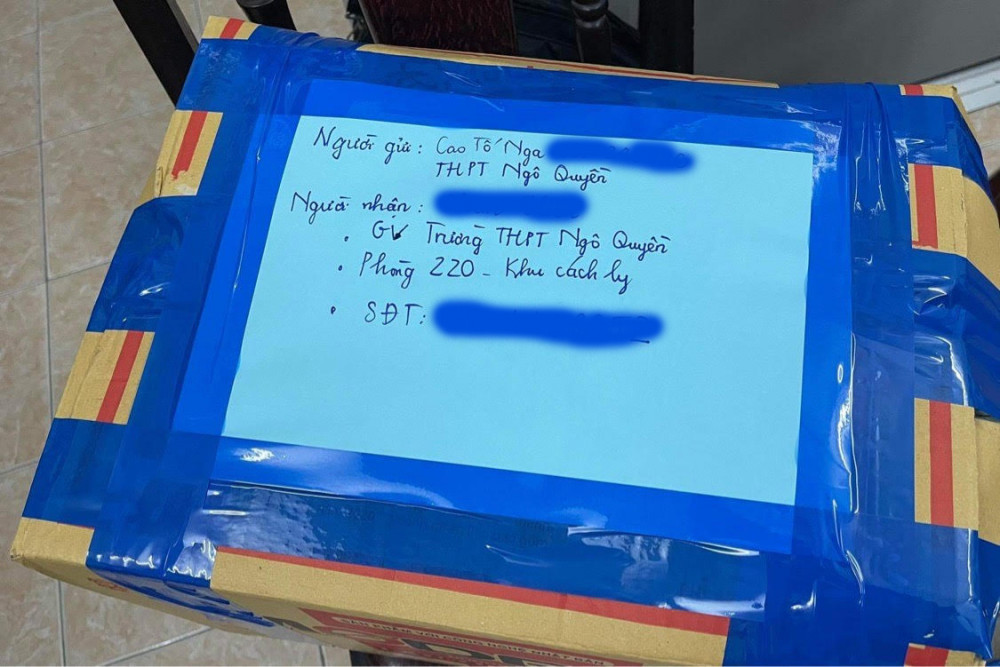 Người gửi: Cao Tố Nga
THPT Ngô Quyền
Người nhận:
• GV Trường THPT Ngô Quyền
• Phòng 220 - Khu cách ly
• SĐT: